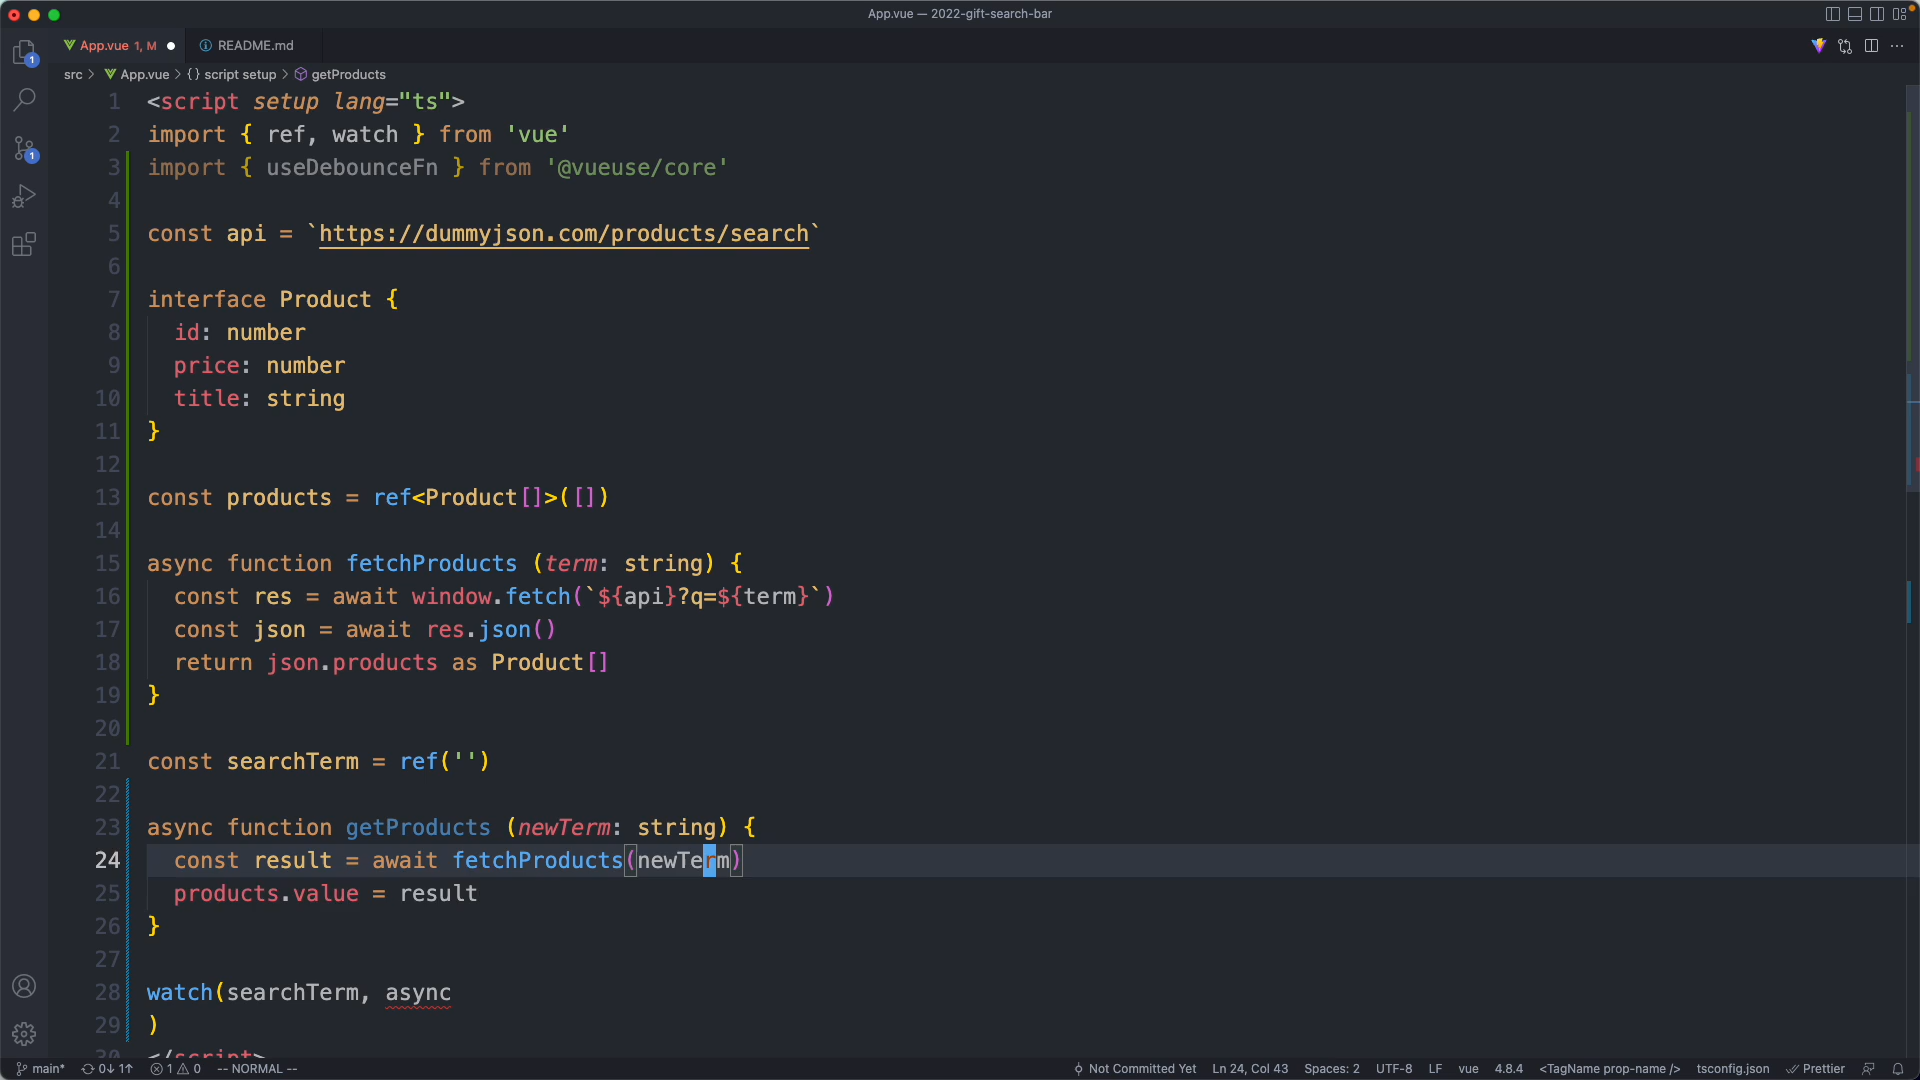 App.vue — 2022-gift-search-bar
App.vue 1, M
README.md
src > App.vue > {} script setup > getProducts
1 <script setup lang="ts">
2 import { ref, watch } from 'vue'
3 import { useDebounceFn } from '@vueuse/core'
4
5 const api = `https://dummyjson.com/products/search`
6
7 interface Product {
8 id: number
9 price: number
10 title: string
11 }
12
13 const products = ref<Product[]>([])
14
15 async function fetchProducts (term: string) {
16 const res = await window.fetch(`${api}?q=${term}`)
17 const json = await res.json()
18 return json.products as Product[]
19 }
20
21 const searchTerm = ref('')
22
23 async function getProducts (newTerm: string) {
24 const result = await fetchProducts(newTerm)
25 products.value = result
26 }
27
28 watch(searchTerm, async
29 )
30 </script>
1
1
main* 0↓ 1↑ 1 0 -- NORMAL -- Not Committed Yet Ln 24, Col 43 Spaces: 2 UTF-8 LF vue 4.8.4 <TagName prop-name /> tsconfig.json Prettier